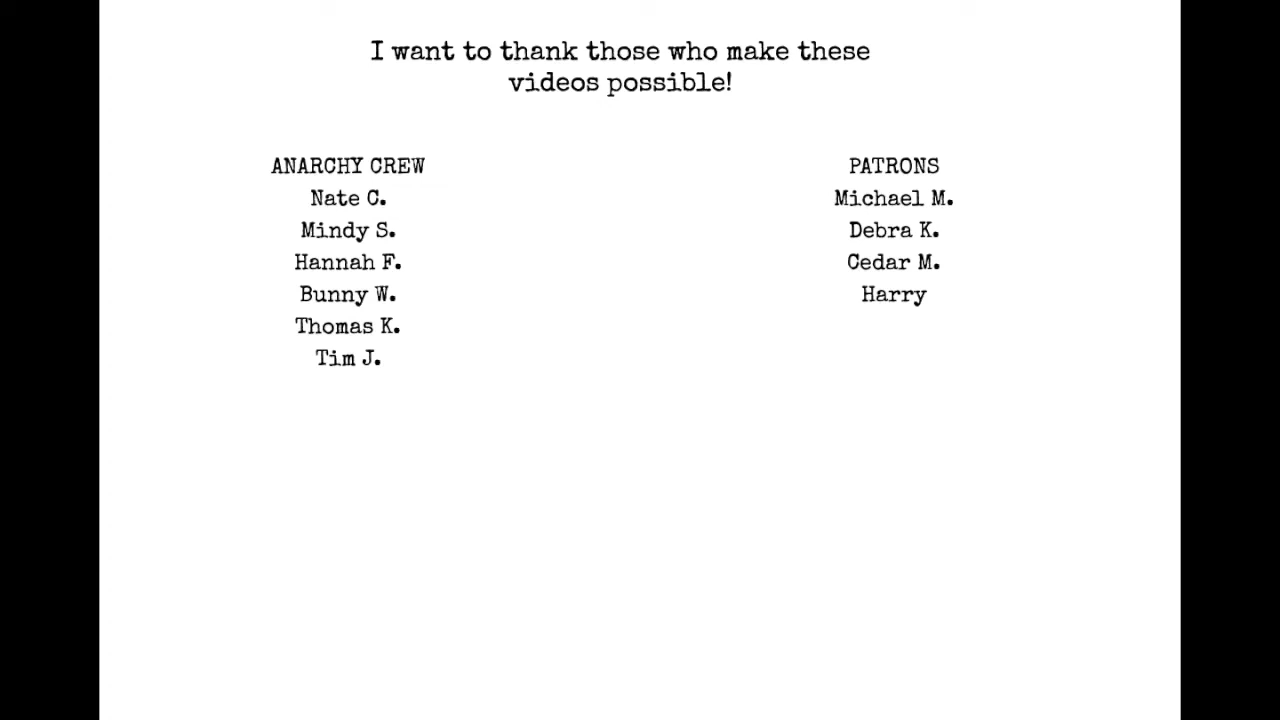 I want to thank those who make these
videos possible!
ANARCHY CREW
Nate C.
Mindy S.
Hannah F.
Bunny W.
Thomas K.
Tim J.
PATRONS
Michael M.
Debra K.
Cedar M.
Harry